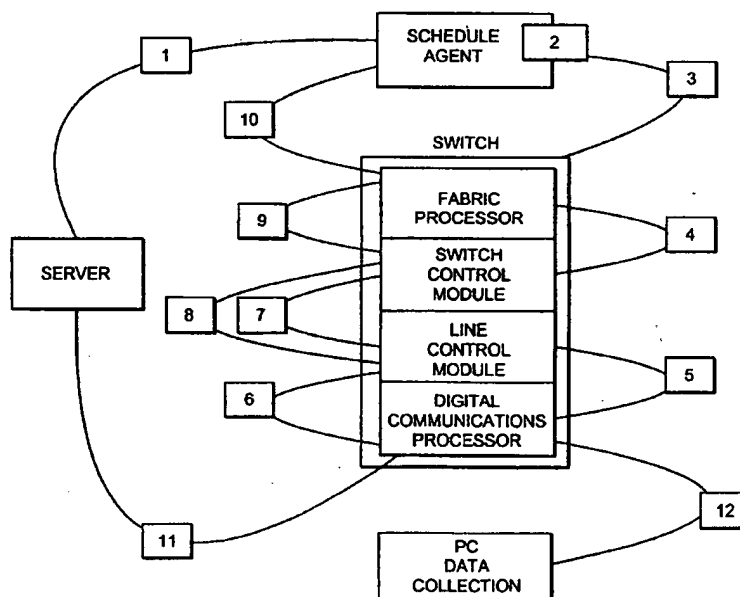 1
SCHEDULE
AGENT
2
3
10
SWITCH
FABRIC
PROCESSOR
9
4
SWITCH
CONTROL
MODULE
SERVER
8
7
LINE
CONTROL
MODULE
5
6
DIGITAL
COMMUNICATIONS
PROCESSOR
12
11
PC
DATA
COLLECTION